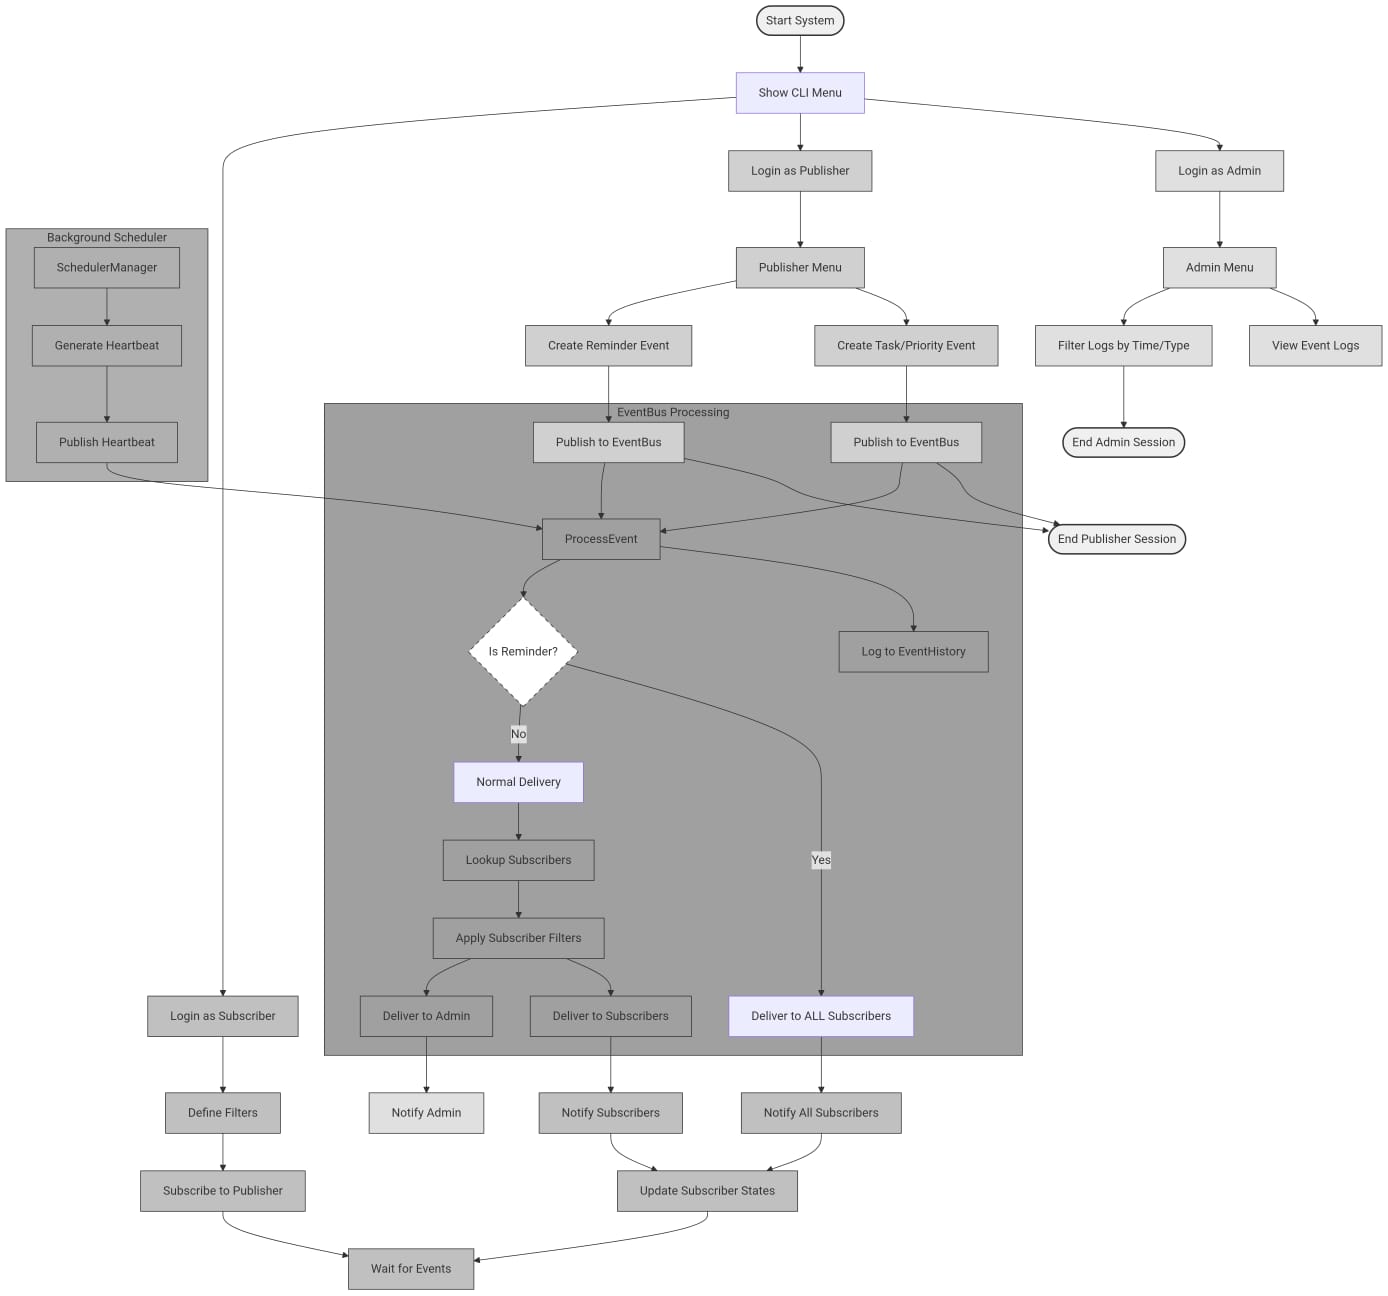 Start System
Show CLI Menu
Login as Publisher
Login as Admin
Background Scheduler
SchedulerManager
Publisher Menu
Admin Menu
Generate Heartbeat
Create Reminder Event
Create Task/Priority Event
Filter Logs by Time/Type
View Event Logs
EventBus Processing
Publish Heartbeat
Publish to EventBus
Publish to EventBus
End Admin Session
ProcessEvent
End Publisher Session
Is Reminder?
Log to EventHistory
No
Normal Delivery
Lookup Subscribers
Yes
Apply Subscriber Filters
Login as Subscriber
Deliver to Admin
Deliver to Subscribers
Deliver to ALL Subscribers
Define Filters
Notify Admin
Notify Subscribers
Notify All Subscribers
Subscribe to Publisher
Update Subscriber States
Wait for Events